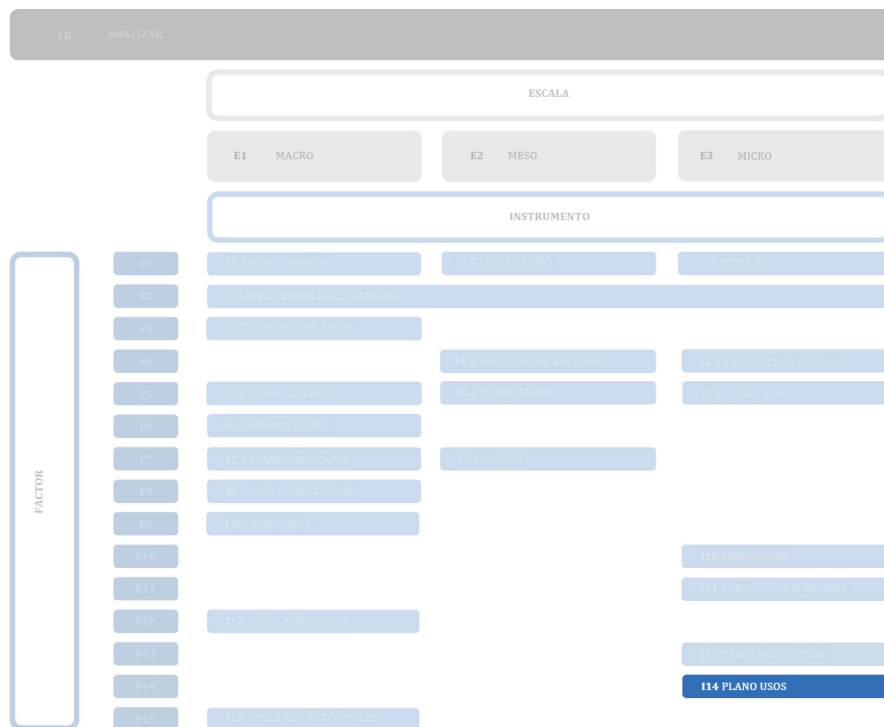 1B ANALIZAR
ESCALA
E1 MACRO E2 MESO E3 MICRO
INSTRUMENTO
FACTOR
F1 I1.1 FICHA GENERAL I1.2 FICHA TRAMO I1.3 FICHA HITO
F2 I2 LÍNEA CRONOLÓGICA GENERAL
F3 I3 GRÁFICOS POBLACIÓN
F4 I4.1 TABLA SERVICIOS TRAMO I4.2 TABLA SERVICIOS HITO
F5 I5.1 PLANO GENERAL I5.2 PLANO TRAMO I5.3 PLANO HITO
F6 I6 GRÁFICOS CLIMA
F7 I7.1 PLANO GEOGRAFÍA I7.2 CORTES
F8 I8 PLANO CONECTIVIDAD
F9 I9PLANO ZONAS
F10 I10 ESQUEMA 3D
F11 I11 TABLAS STAKEHOLDERS
F12 I12 TABLA NORMATIVA
F13 I13 TABLA PROTECCIÓN
F14 I14 PLANO USOS
F15 I15 TABLA ACT. ECONÓMICAS